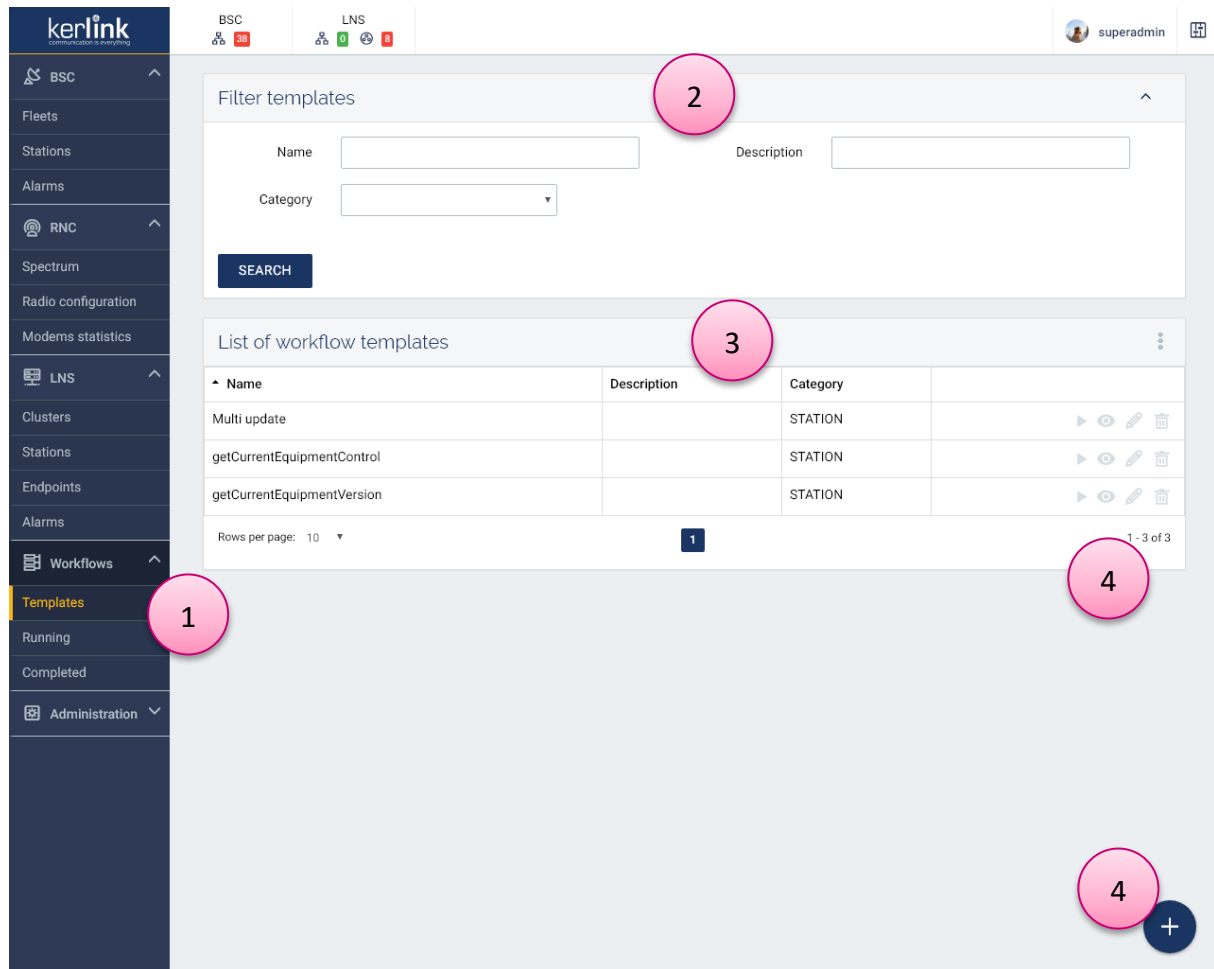 kerlink
communication is everything
BSC
38
LNS
0 8
superadmin
BSC
Fleets
Stations
Alarms
RNC
Spectrum
Radio configuration
Modems statistics
LNS
Clusters
Stations
Endpoints
Alarms
Workflows
Templates
Running
Completed
Administration
1
Filter templates
2
Name
Description
Category
SEARCH
List of workflow templates
3
Name Description Category
Multi update STATION
getCurrentEquipmentControl STATION
getCurrentEquipmentVersion STATION
Rows per page: 10 1 1 - 3 of 3
4
4
+